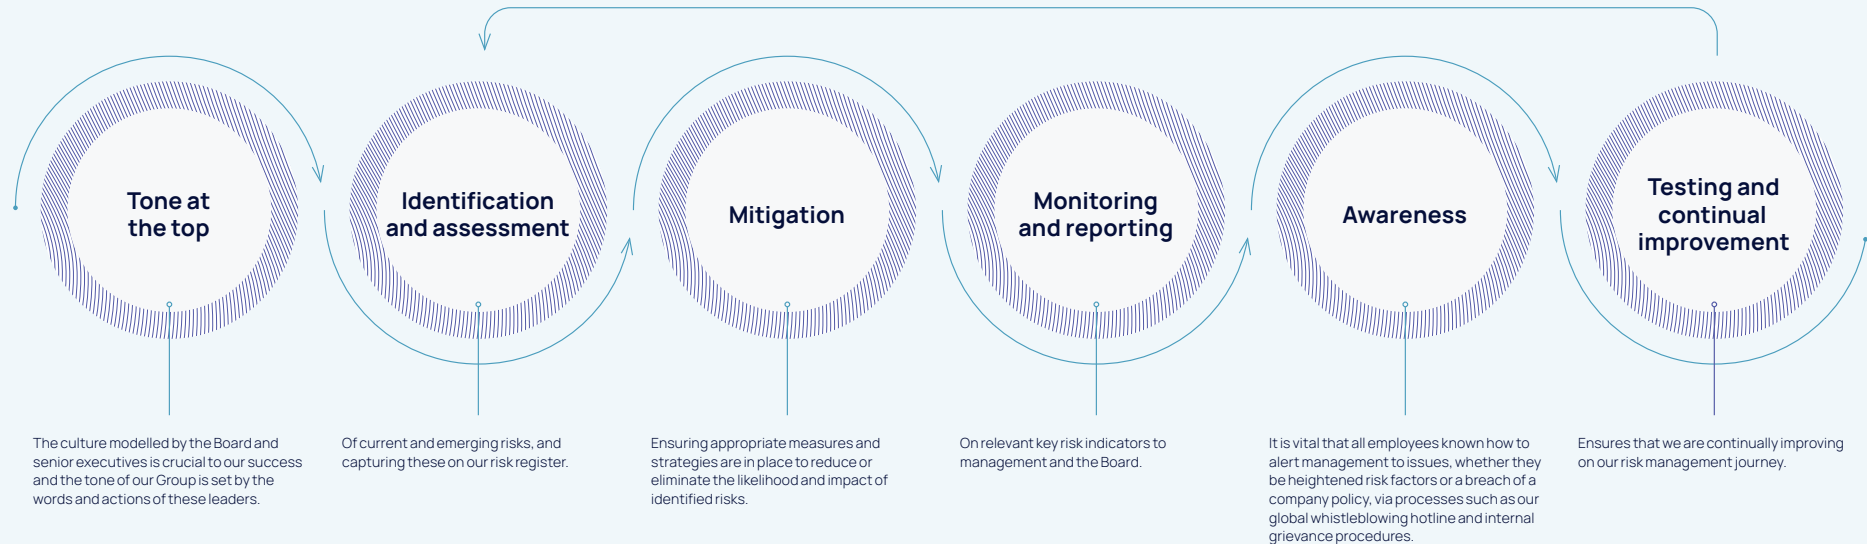 Tone at
the top
Identification
and assessment
Mitigation
Monitoring
and reporting
Awareness
Testing and
continual
improvement
The culture modelled by the Board and
senior executives is crucial to our success
and the tone of our Group is set by the
words and actions of these leaders.
Of current and emerging risks, and
capturing these on our risk register.
Ensuring appropriate measures and
strategies are in place to reduce or
eliminate the likelihood and impact of
identified risks.
On relevant key risk indicators to
management and the Board.
It is vital that all employees known how to
alert management to issues, whether they
be heightened risk factors or a breach of a
company policy, via processes such as our
global whistleblowing hotline and internal
grievance procedures.
Ensures that we are continually improving
on our risk management journey.